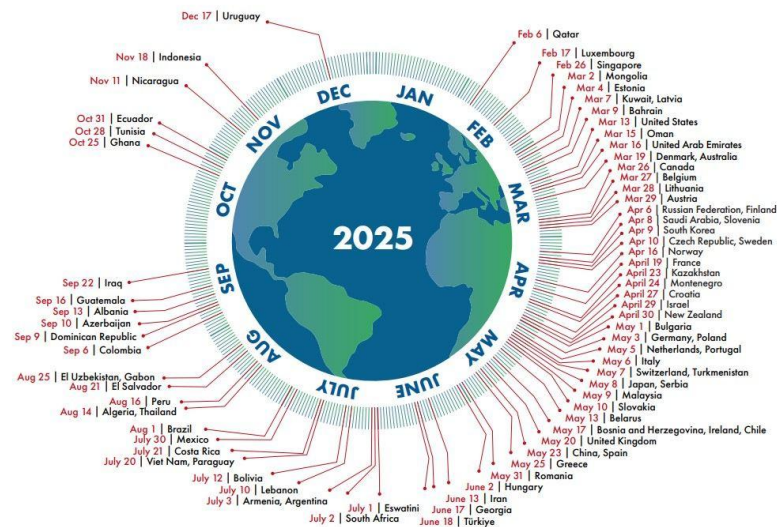 Dec 17 | Uruguay
Nov 18 | Indonesia
Nov 11 | Nicaragua
Oct 31 | Ecuador
Oct 28 | Tunisia
Oct 25 | Ghana
Sep 22 | Iraq
Sep 16 | Guatemala
Sep 13 | Albania
Sep 10 | Azerbaijan
Sep 9 | Dominican Republic
Sep 6 | Colombia
Aug 25 | El Uzbekistan, Gabon
Aug 21 | El Salvador
Aug 16 | Peru
Aug 14 | Algeria, Thailand
Aug 1 | Brazil
July 30 | Mexico
July 21 | Costa Rica
July 20 | Viet Nam, Paraguay
July 12 | Bolivia
July 10 | Lebanon
July 3 | Armenia, Argentina
July 1 | Eswatini
July 2 | South Africa
JAN
FEB
MAR
APR
MAY
JUNE
JULY
AUG
SEP
OCT
NOV
DEC
2025
Feb 6 | Qatar
Feb 17 | Luxembourg
Feb 26 | Singapore
Mar 2 | Mongolia
Mar 4 | Estonia
Mar 7 | Kuwait, Latvia
Mar 9 | Bahrain
Mar 13 | United States
Mar 15 | Oman
Mar 16 | United Arab Emirates
Mar 19 | Denmark, Australia
Mar 26 | Canada
Mar 27 | Belgium
Mar 28 | Lithuania
Mar 29 | Austria
Apr 6 | Russian Federation, Finland
Apr 8 | Saudi Arabia, Slovenia
Apr 9 | South Korea
Apr 10 | Czech Republic, Sweden
Apr 16 | Norway
April 19 | France
April 23 | Kazakhstan
April 24 | Montenegro
April 27 | Croatia
April 29 | Israel
April 30 | New Zealand
May 1 | Bulgaria
May 3 | Germany, Poland
May 5 | Netherlands, Portugal
May 6 | Italy
May 7 | Switzerland, Turkmenistan
May 8 | Japan, Serbia
May 9 | Malaysia
May 10 | Slovakia
May 13 | Belarus
May 17 | Bosnia and Herzegovina, Ireland, Chile
May 20 | United Kingdom
May 23 | China, Spain
May 25 | Greece
May 31 | Romania
June 2 | Hungary
June 13 | Iran
June 17 | Georgia
June 18 | Türkiye